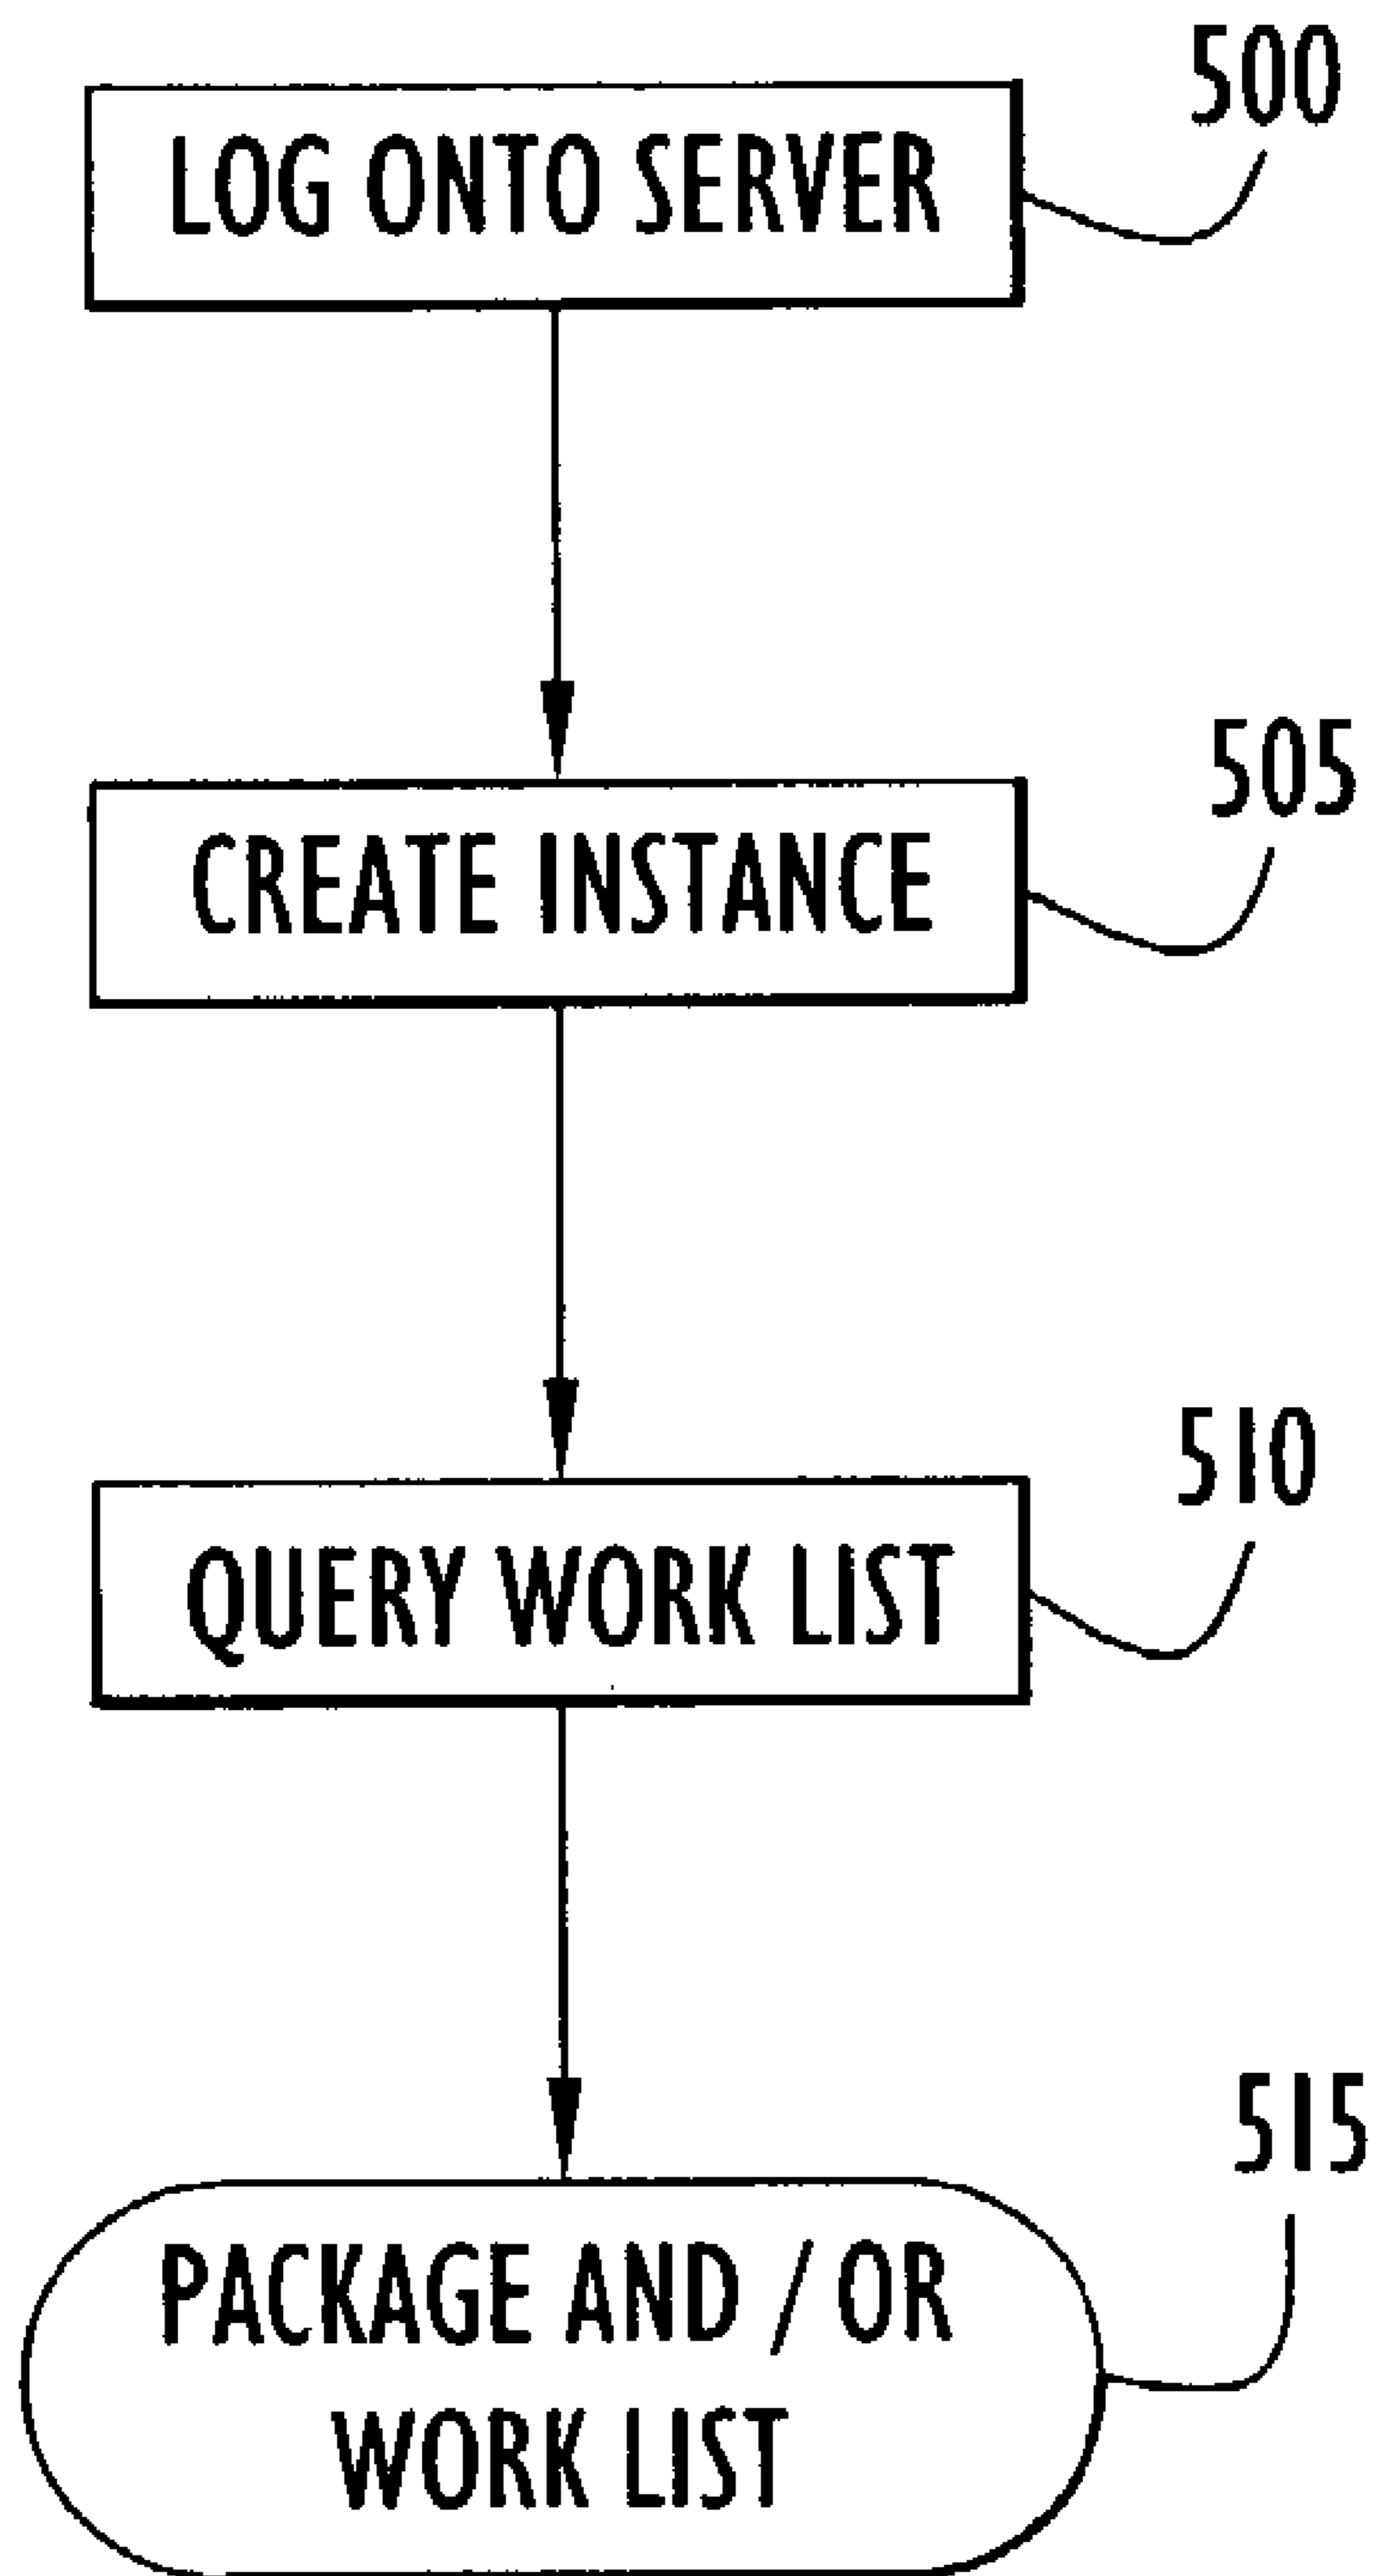 500
LOG ONTO SERVER
505
CREATE INSTANCE
510
QUERY WORK LIST
515
PACKAGE AND / OR
WORK LIST